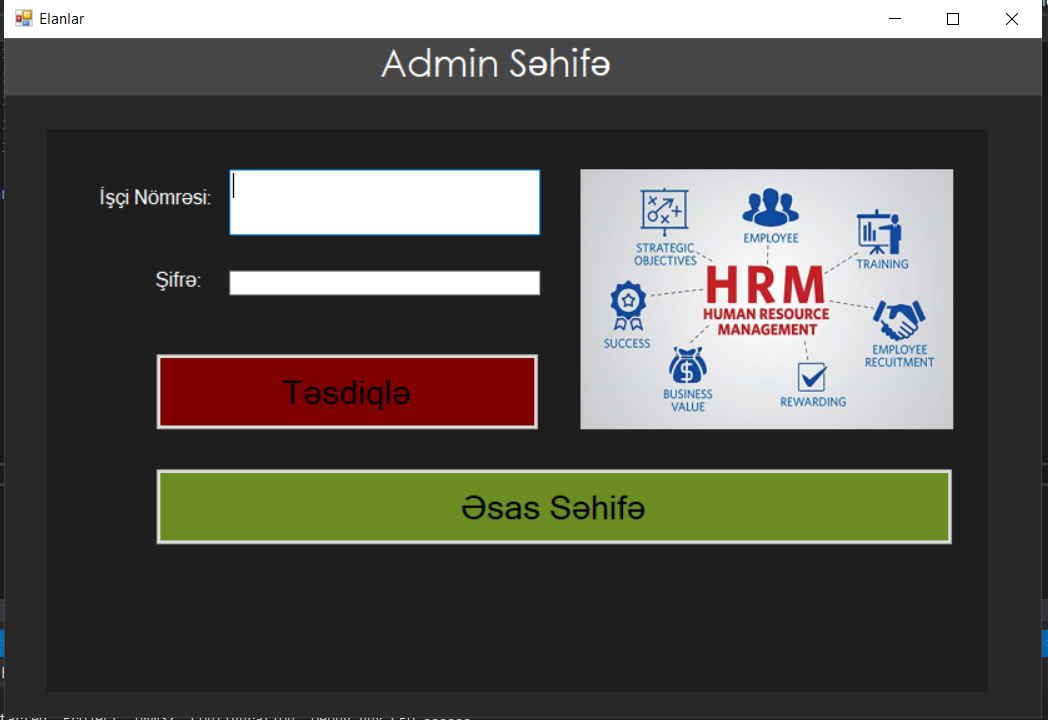 Elanlar
Admin Səhifə
İşçi Nömrəsi:
Şifrə:
Təsdiqlə
Əsas Səhifə
STRATEGIC
OBJECTIVES
EMPLOYEE
TRAINING
HRM
HUMAN RESOURCE
MANAGEMENT
SUCCESS
EMPLOYEE
RECUITMENT
BUSINESS
VALUE
REWARDING